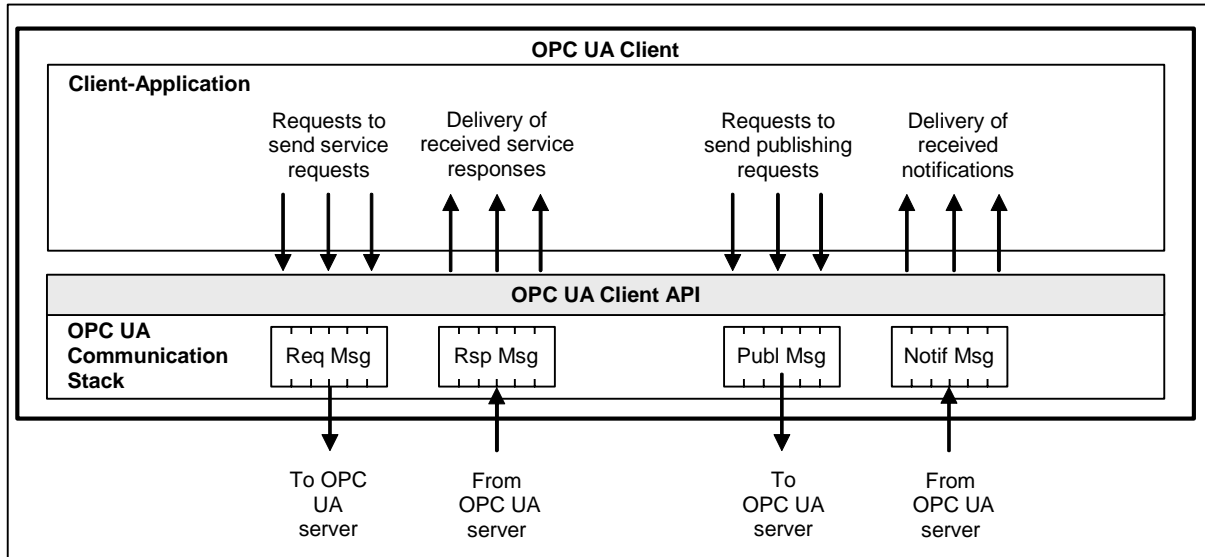 OPC UA Client
Client-Application
Requests to
send service
requests
Delivery of
received service
responses
Requests to
send publishing
requests
Delivery of
received
notifications
OPC UA Client API
OPC UA
Communication
Stack
Req Msg
Rsp Msg
Publ Msg
Notif Msg
To OPC
UA
server
From
OPC UA
server
To
OPC UA
server
From
OPC UA
server